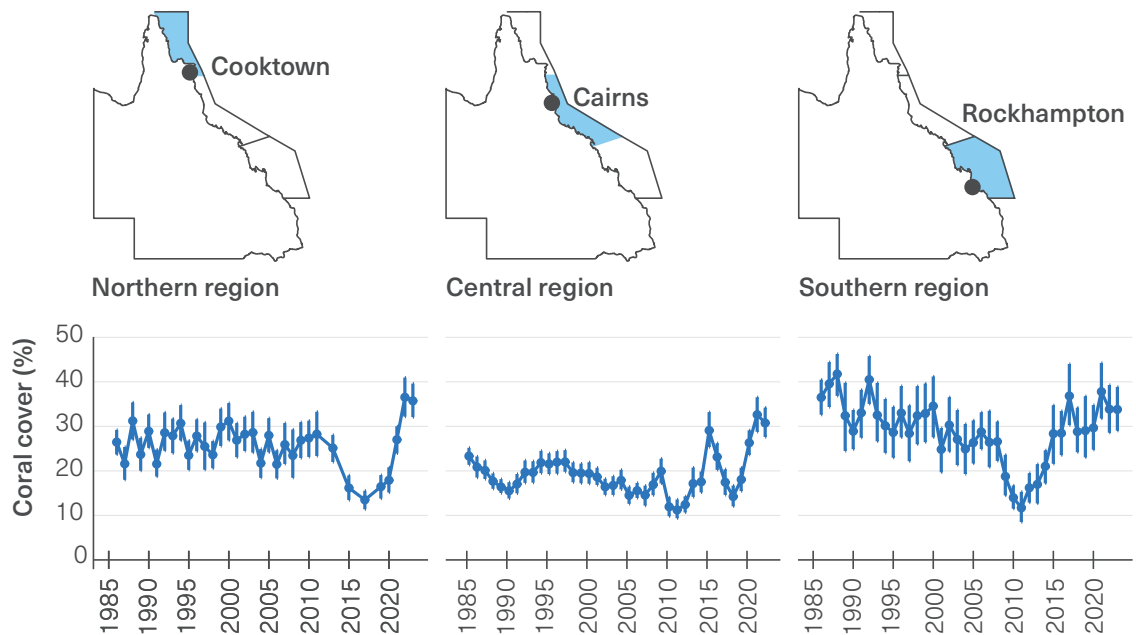 Cooktown
Cairns
Rockhampton
Northern region
Central region
Southern region
Coral cover (%)
50
40
30
20
10
0
1985 1990 1995 2000 2005 2010 2015 2020
1985 1990 1995 2000 2005 2010 2015 2020
1985 1990 1995 2000 2005 2010 2015 2020